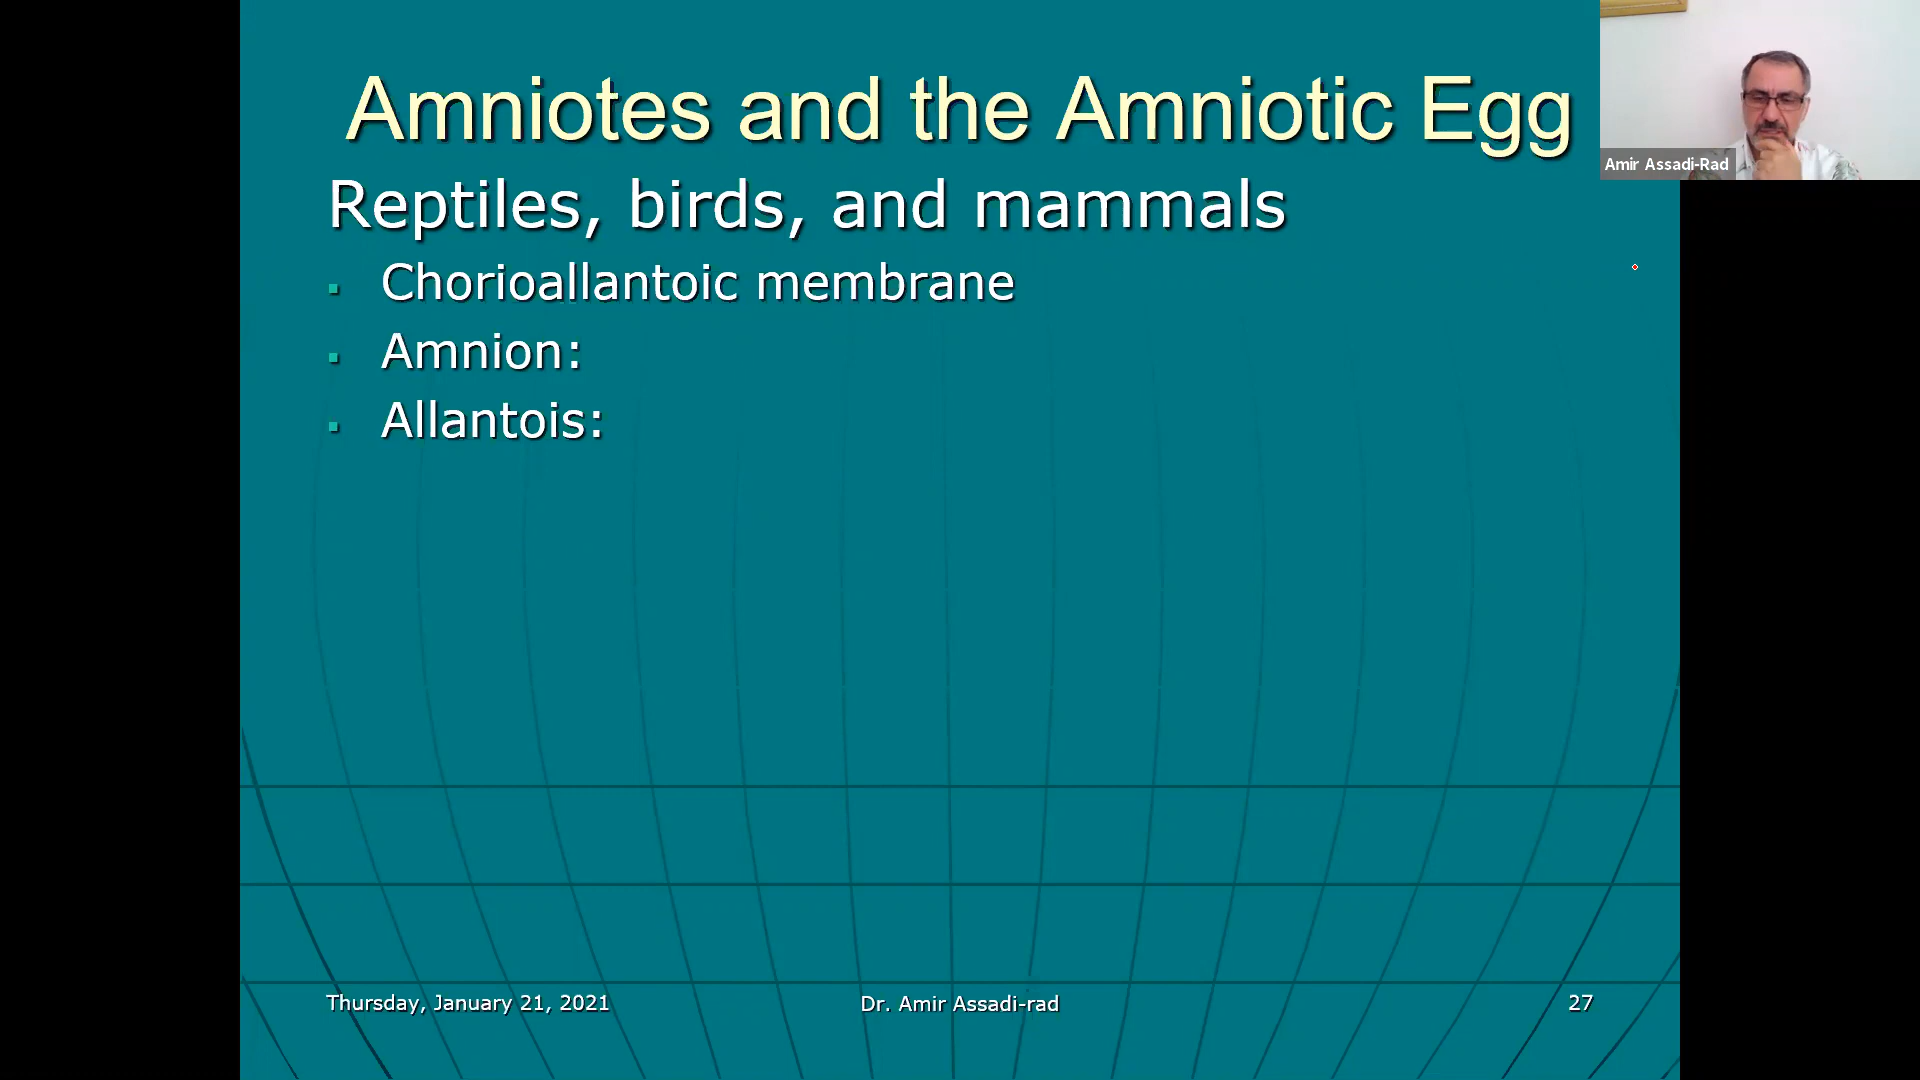 Amniotes and the Amniotic Egg
Amir Assadi-Rad
Reptiles, birds, and mammals
Chorioallantoic membrane
Amnion:
Allantois:
Thursday, January 21, 2021
Dr. Amir Assadi-rad
27